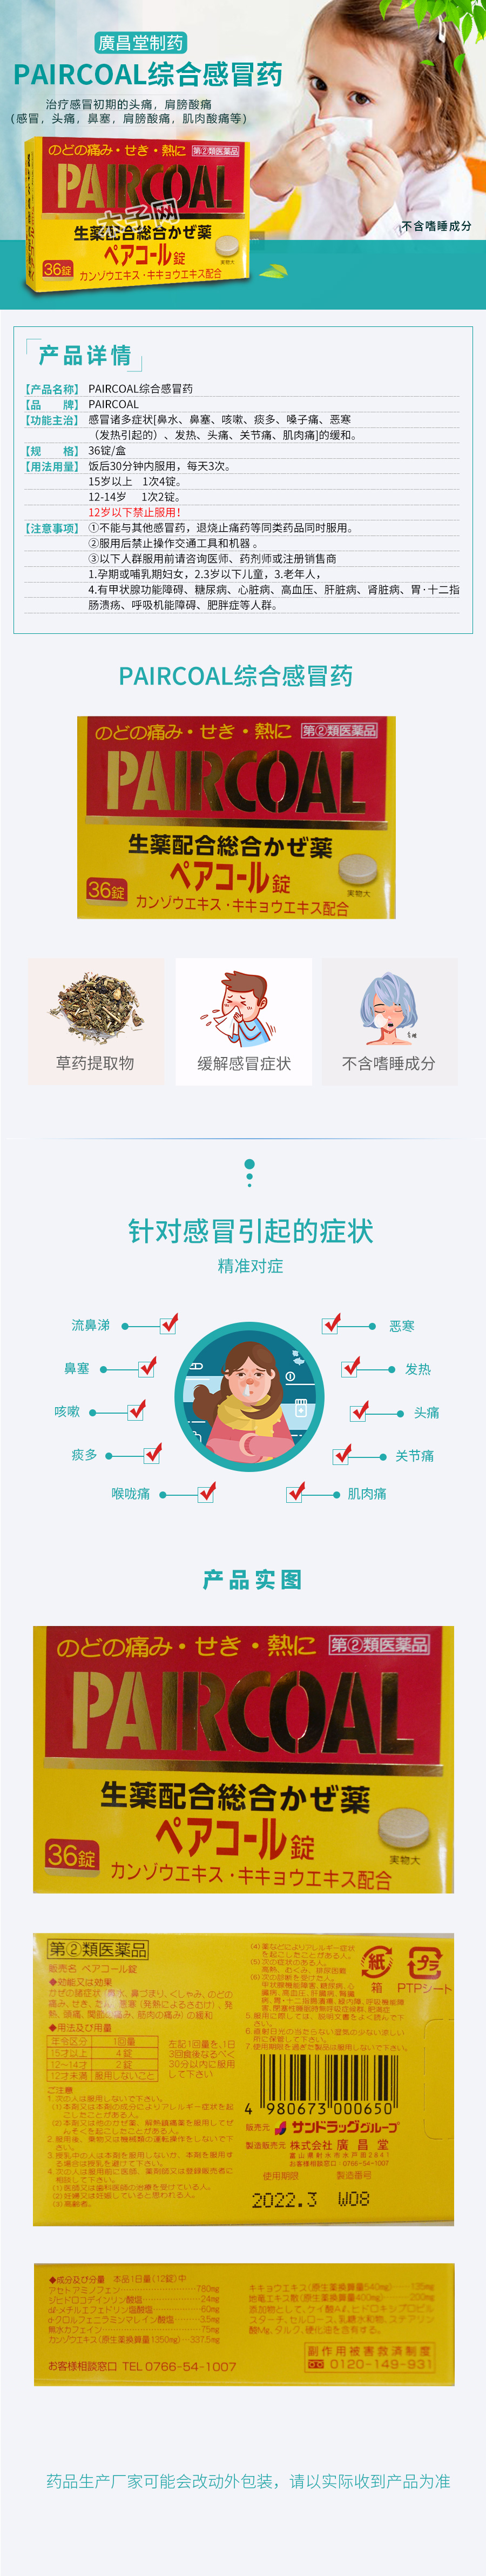 廣昌堂制药
PAIRCOAL综合感冒药
治疗感冒初期的头痛，肩膀酸痛
（感冒，头痛，鼻塞，肩膀酸痛，肌肉酸痛等）
のどの痛み・せき・熱に 第②類医薬品
PAIRCOAL
生薬配合総合かぜ薬
ペアコール錠
36錠
カンゾウエキス・キキョウエキス配合
実物大
不含嗜睡成分
产品详情
【产品名称】 PAIRCOAL综合感冒药
【品　　牌】 PAIRCOAL
【功能主治】 感冒诸多症状[鼻水、鼻塞、咳嗽、痰多、嗓子痛、恶寒
（发热引起的）、发热、头痛、关节痛、肌肉痛]的缓和。
【规　　格】 36锭/盒
【用法用量】 饭后30分钟内服用，每天3次。
15岁以上　1次4锭。
12-14岁　1次2锭。
12岁以下禁止服用！
【注意事项】 ①不能与其他感冒药，退烧止痛药等同类药品同时服用。
②服用后禁止操作交通工具和机器 。
③以下人群服用前请咨询医师、药剂师或注册销售商
1.孕期或哺乳期妇女，2.3岁以下儿童，3.老年人，
4.有甲状腺功能障碍、糖尿病、心脏病、高血压、肝脏病、肾脏病、胃·十二指
肠溃疡、呼吸机能障碍、肥胖症等人群。
PAIRCOAL综合感冒药
のどの痛み・せき・熱に 第②類医薬品
PAIRCOAL
生薬配合総合かぜ薬
ペアコール錠
36錠
実物大
カンゾウエキス・キキョウエキス配合
草药提取物
缓解感冒症状
不含嗜睡成分
针对感冒引起的症状
精准对症
流鼻涕
恶寒
鼻塞
发热
咳嗽
头痛
痰多
关节痛
喉咙痛
肌肉痛
产品实图
のどの痛み・せき・熱に 第②類医薬品
PAIRCOAL
生薬配合総合かぜ薬
ペアコール錠
36錠
実物大
カンゾウエキス・キキョウエキス配合
第②類医薬品
販売名 ペアコール錠
◆効能又は効果
◆用法及び用量
年令区分 1回量
15才以上 4 錠
12～14才 2 錠
12才未満 服用しないこと
左記1回量を、1日
3回食後なるべく
30分以内に服用
して下さい
ご注意
1. 次の人は服用しないで下さい。
紙
プラ
箱
PTPシート
4 980673 000650
販売元 サンドラッググループ
製造販売元 株式会社 廣昌堂
お客様相談窓口：0766-54-1007
使用期限 製造番号
2022.3 W08
◆成分及び分量　本品1日量(12錠)中
アセトアミノフェン 780mg
ジヒドロコデインリン酸塩 24mg
dl-メチルエフェドリン塩酸塩 60mg
d-クロルフェニラミンマレイン酸塩 3.5mg
無水カフェイン 75mg
カンゾウエキス(原生薬換算量1350mg) 337.5mg
お客様相談窓口 TEL 0766-54-1007
副作用被害救済制度
0120-149-931
药品生产厂家可能会改动外包装，请以实际收到产品为准